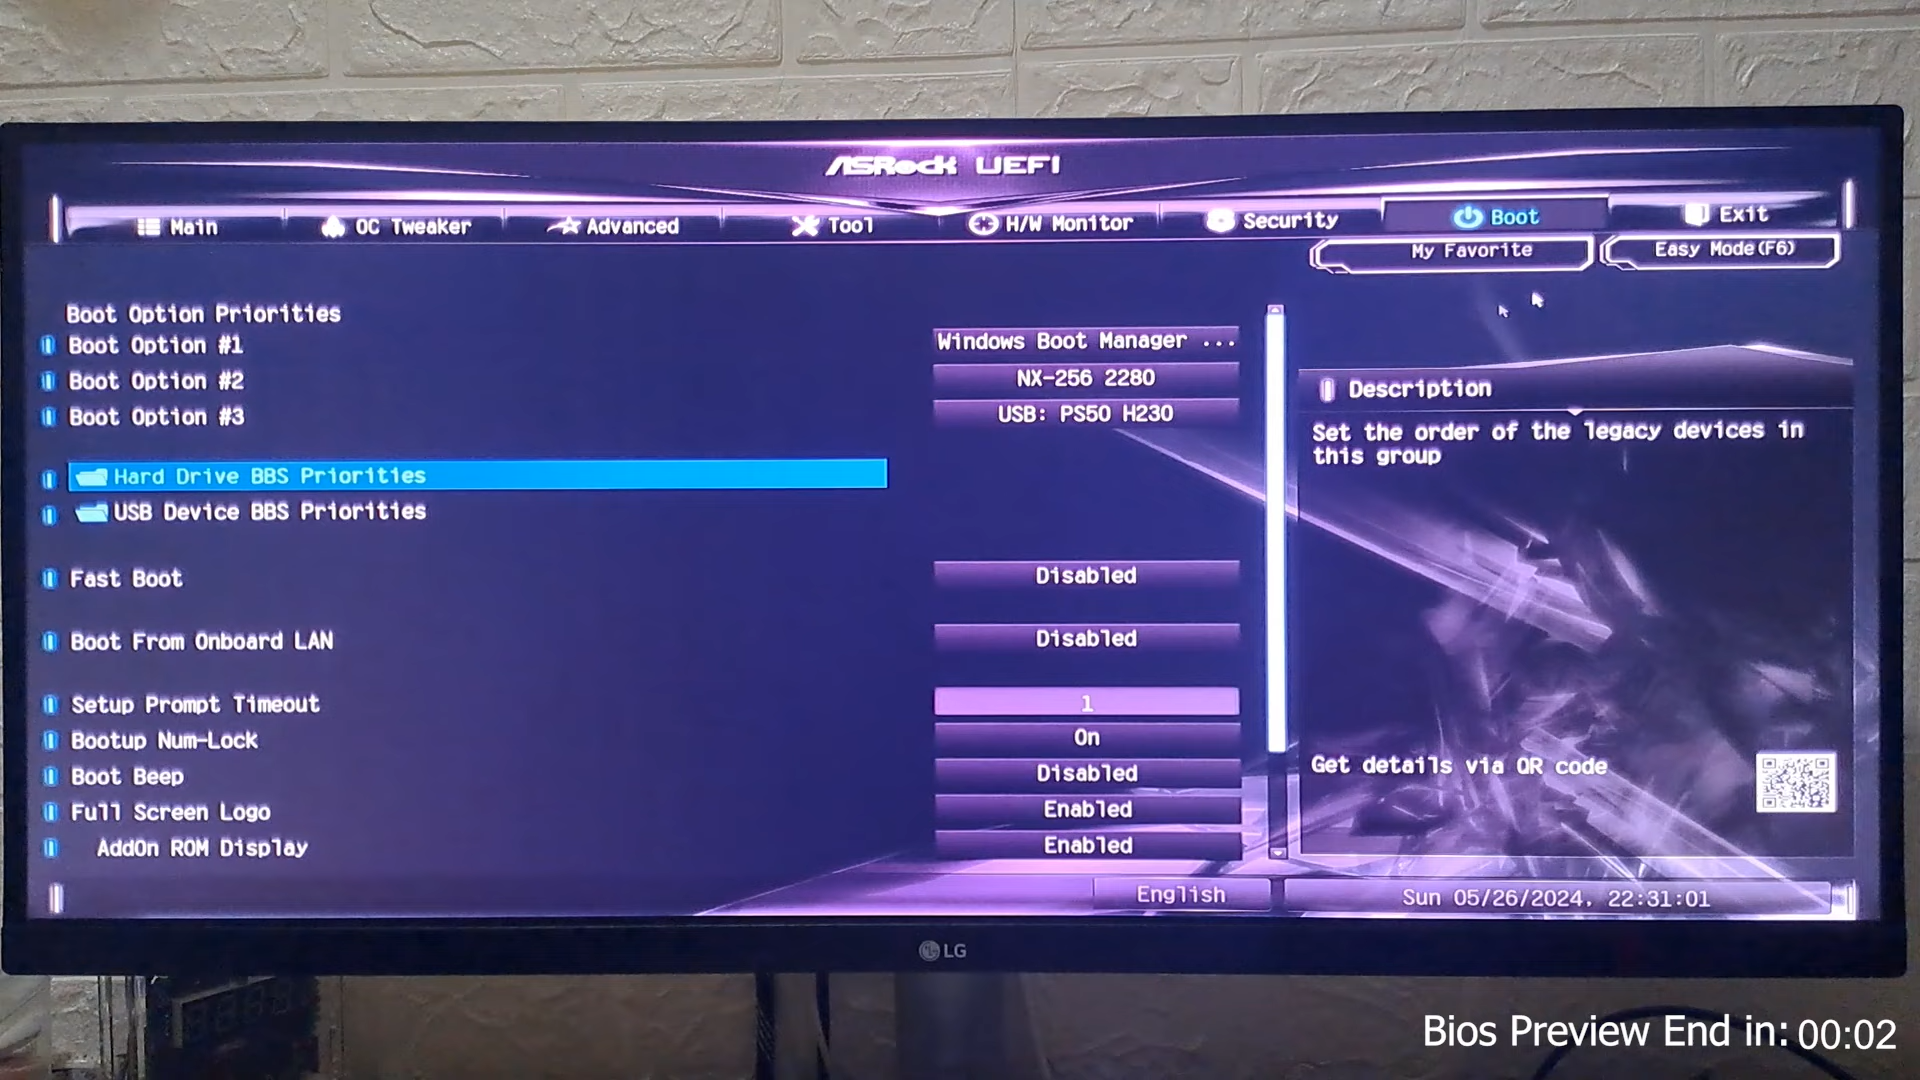 ASRock UEFI
Main
OC Tweaker
Advanced
Tool
H/W Monitor
Security
Boot
Exit
My Favorite
Easy Mode(F6)
Boot Option Priorities
Boot Option #1 Windows Boot Manager ...
Boot Option #2 NX-256 2280
Boot Option #3 USB: PS50 H230
Hard Drive BBS Priorities
USB Device BBS Priorities
Fast Boot Disabled
Boot From Onboard LAN Disabled
Setup Prompt Timeout 1
Bootup Num-Lock On
Boot Beep Disabled
Full Screen Logo Enabled
AddOn ROM Display Enabled
Description
Set the order of the legacy devices in
this group
Get details via QR code
English
Sun 05/26/2024, 22:31:01
LG
Bios Preview End in: 00:02